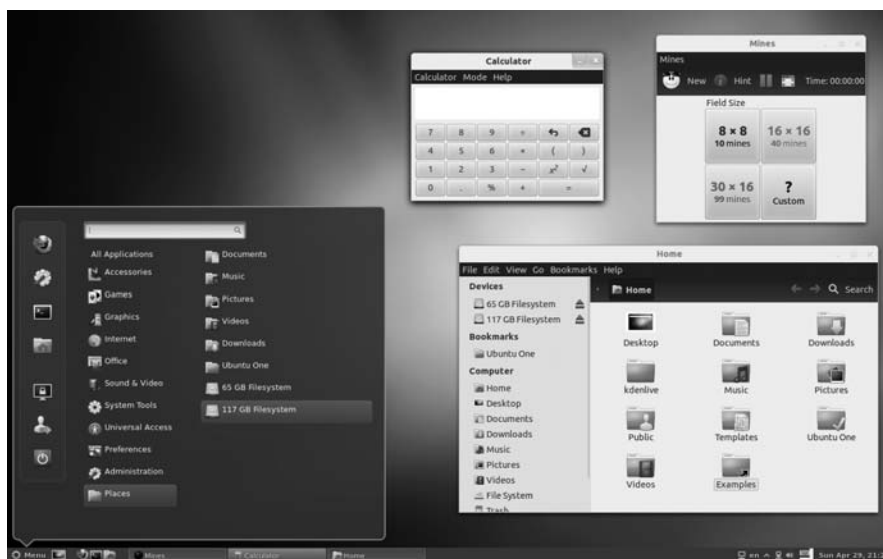 Calculator
Calculator Mode Help
7 8 9 ÷
4 5 6 × ( )
1 2 3 − x² √
0 . % + =
Mines
Mines
New Hint Time: 00:00:00
Field Size
8 × 8
10 mines
16 × 16
40 mines
30 × 16
99 mines
?
Custom
All Applications
Accessories
Games
Graphics
Internet
Office
Sound & Video
System Tools
Universal Access
Preferences
Administration
Places
Documents
Music
Pictures
Videos
Downloads
Ubuntu One
65 GB Filesystem
117 GB Filesystem
Home
File Edit View Go Bookmarks Help
Devices
65 GB Filesystem
117 GB Filesystem
Bookmarks
Ubuntu One
Computer
Home
Desktop
Documents
Downloads
Music
Pictures
Videos
File System
Trash
Home
Search
Desktop
Documents
Downloads
kdenlive
Music
Pictures
Public
Templates
Ubuntu One
Videos
Examples
Menu
Mines
Calculator
Home
en
Sun Apr 29, 21: